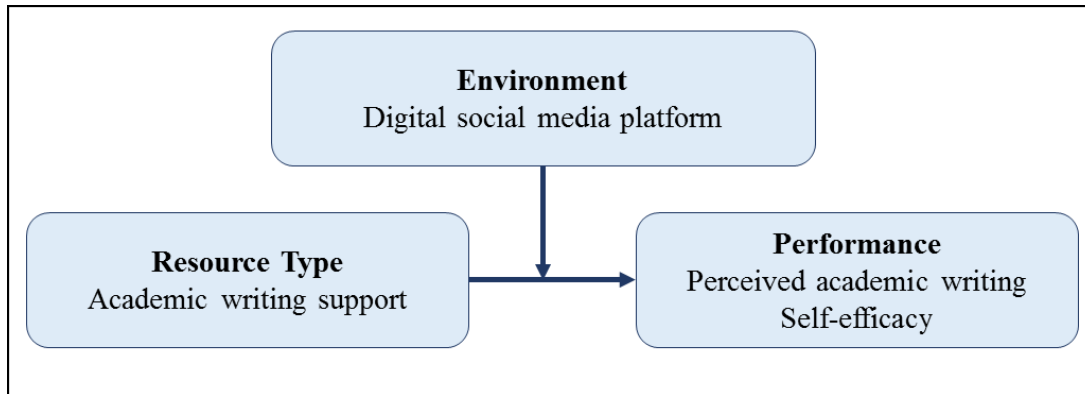 Environment
Digital social media platform
Resource Type
Academic writing support
Performance
Perceived academic writing
Self-efficacy